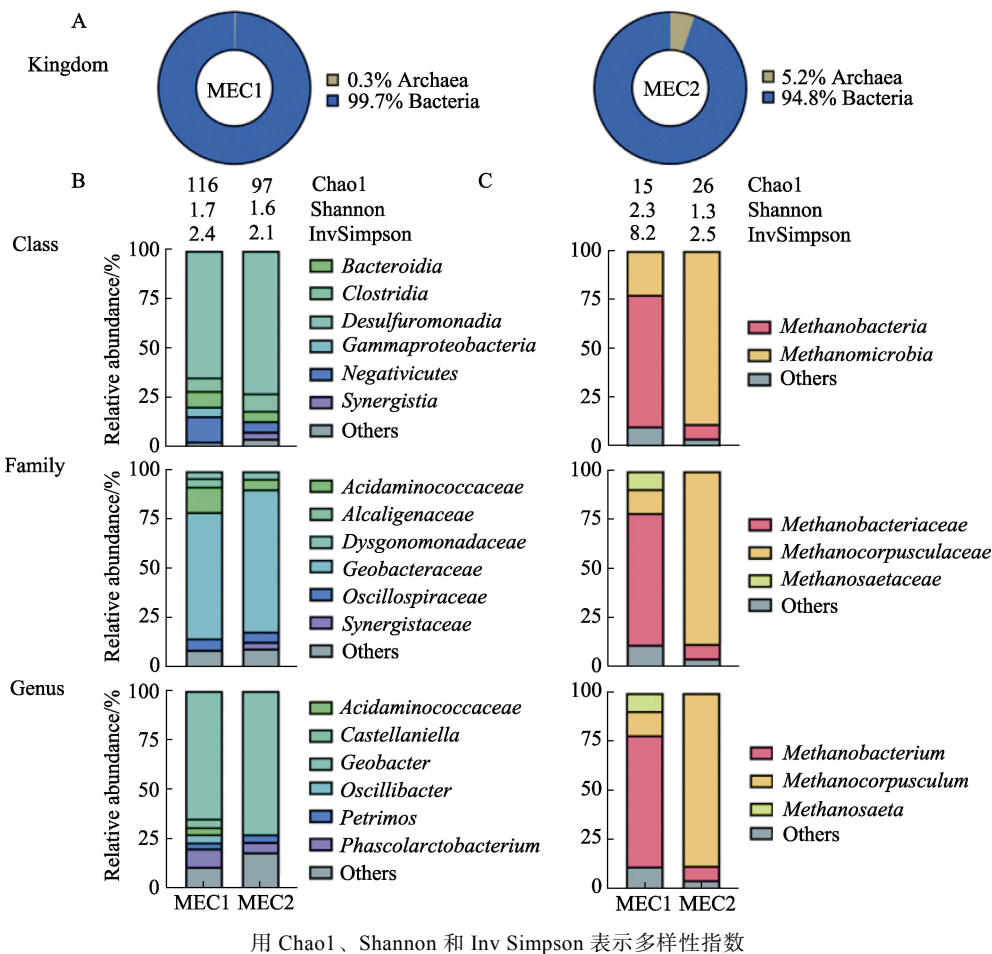 A
Kingdom
MEC1
0.3% Archaea
99.7% Bacteria
MEC2
5.2% Archaea
94.8% Bacteria
B
116 97 Chao1
1.7 1.6 Shannon
2.4 2.1 InvSimpson
C
15 26 Chao1
2.3 1.3 Shannon
8.2 2.5 InvSimpson
Class
Relative abundance/%
100
75
50
25
0
Bacteroidia
Clostridia
Desulfuromonadia
Gammaproteobacteria
Negativicutes
Synergistia
Others
100
75
50
25
0
Methanobacteria
Methanomicrobia
Others
Family
Relative abundance/%
100
75
50
25
0
Acidaminococcaceae
Alcaligenaceae
Dysgonomonadaceae
Geobacteraceae
Oscillospiraceae
Synergistaceae
Others
100
75
50
25
0
Methanobacteriaceae
Methanocorpusculaceae
Methanosaetaceae
Others
Genus
Relative abundance/%
100
75
50
25
0
MEC1 MEC2
Acidaminococcaceae
Castellaniella
Geobacter
Oscillibacter
Petrimos
Phascolarctobacterium
Others
100
75
50
25
0
MEC1 MEC2
Methanobacterium
Methanocorpusculum
Methanosaeta
Others
用 Chao1、Shannon 和 Inv Simpson 表示多样性指数